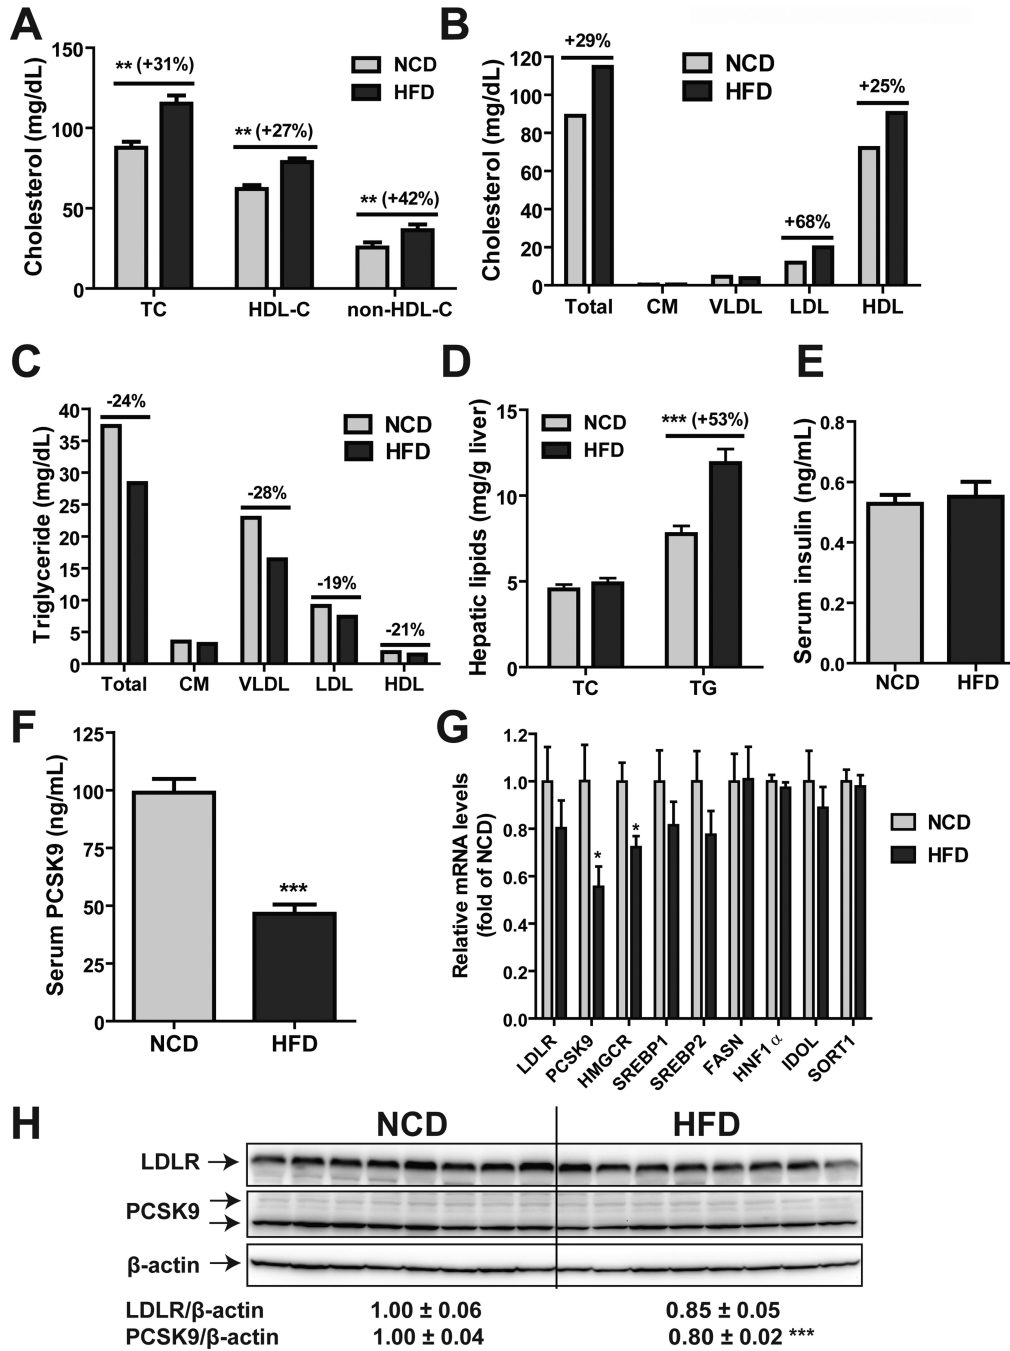 A
Cholesterol (mg/dL)
150
100
50
0
** (+31%)
** (+27%)
** (+42%)
NCD
HFD
TC
HDL-C
non-HDL-C
B
Cholesterol (mg/dL)
120
100
80
60
40
20
0
+29%
+68%
+25%
NCD
HFD
Total
CM
VLDL
LDL
HDL
C
Triglyceride (mg/dL)
40
35
30
25
20
15
10
5
0
-24%
-28%
-19%
-21%
NCD
HFD
Total
CM
VLDL
LDL
HDL
D
Hepatic lipids (mg/g liver)
15
10
5
0
*** (+53%)
NCD
HFD
TC
TG
E
Serum insulin (ng/mL)
0.8
0.6
0.4
0.2
0.0
NCD
HFD
F
Serum PCSK9 (ng/mL)
125
100
75
50
25
0
***
NCD
HFD
G
Relative mRNA levels
(fold of NCD)
1.2
1.0
0.8
0.6
0.4
0.2
0.0
*
*
NCD
HFD
LDLR
PCSK9
HMGCR
SREBP1
SREBP2
FASN
HNF1α
IDOL
SORT1
H
NCD HFD
LDLR
PCSK9
β-actin
LDLR/β-actin 1.00 ± 0.06 0.85 ± 0.05
PCSK9/β-actin 1.00 ± 0.04 0.80 ± 0.02 ***